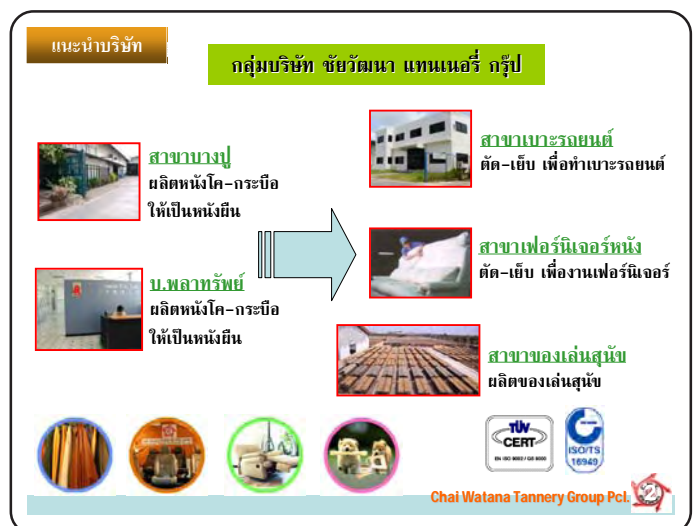 แนะนำบริษัท
กลุ่มบริษัท ชัยวัฒนา แทนเนอรี่ กรุ๊ป
สาขาบางปู
ผลิตหนังโค-กระบือ
ให้เป็นหนังผืน
บ.พลาทรัพย์
ผลิตหนังโค-กระบือ
ให้เป็นหนังผืน
สาขาเบาะรถยนต์
ตัด-เย็บ เพื่อทำเบาะรถยนต์
สาขาเฟอร์นิเจอร์หนัง
ตัด-เย็บ เพื่องานเฟอร์นิเจอร์
สาขาของเล่นสุนัข
ผลิตของเล่นสุนัข
TÜV
CERT
ISO/TS
16949
Chai Watana Tannery Group Pcl.